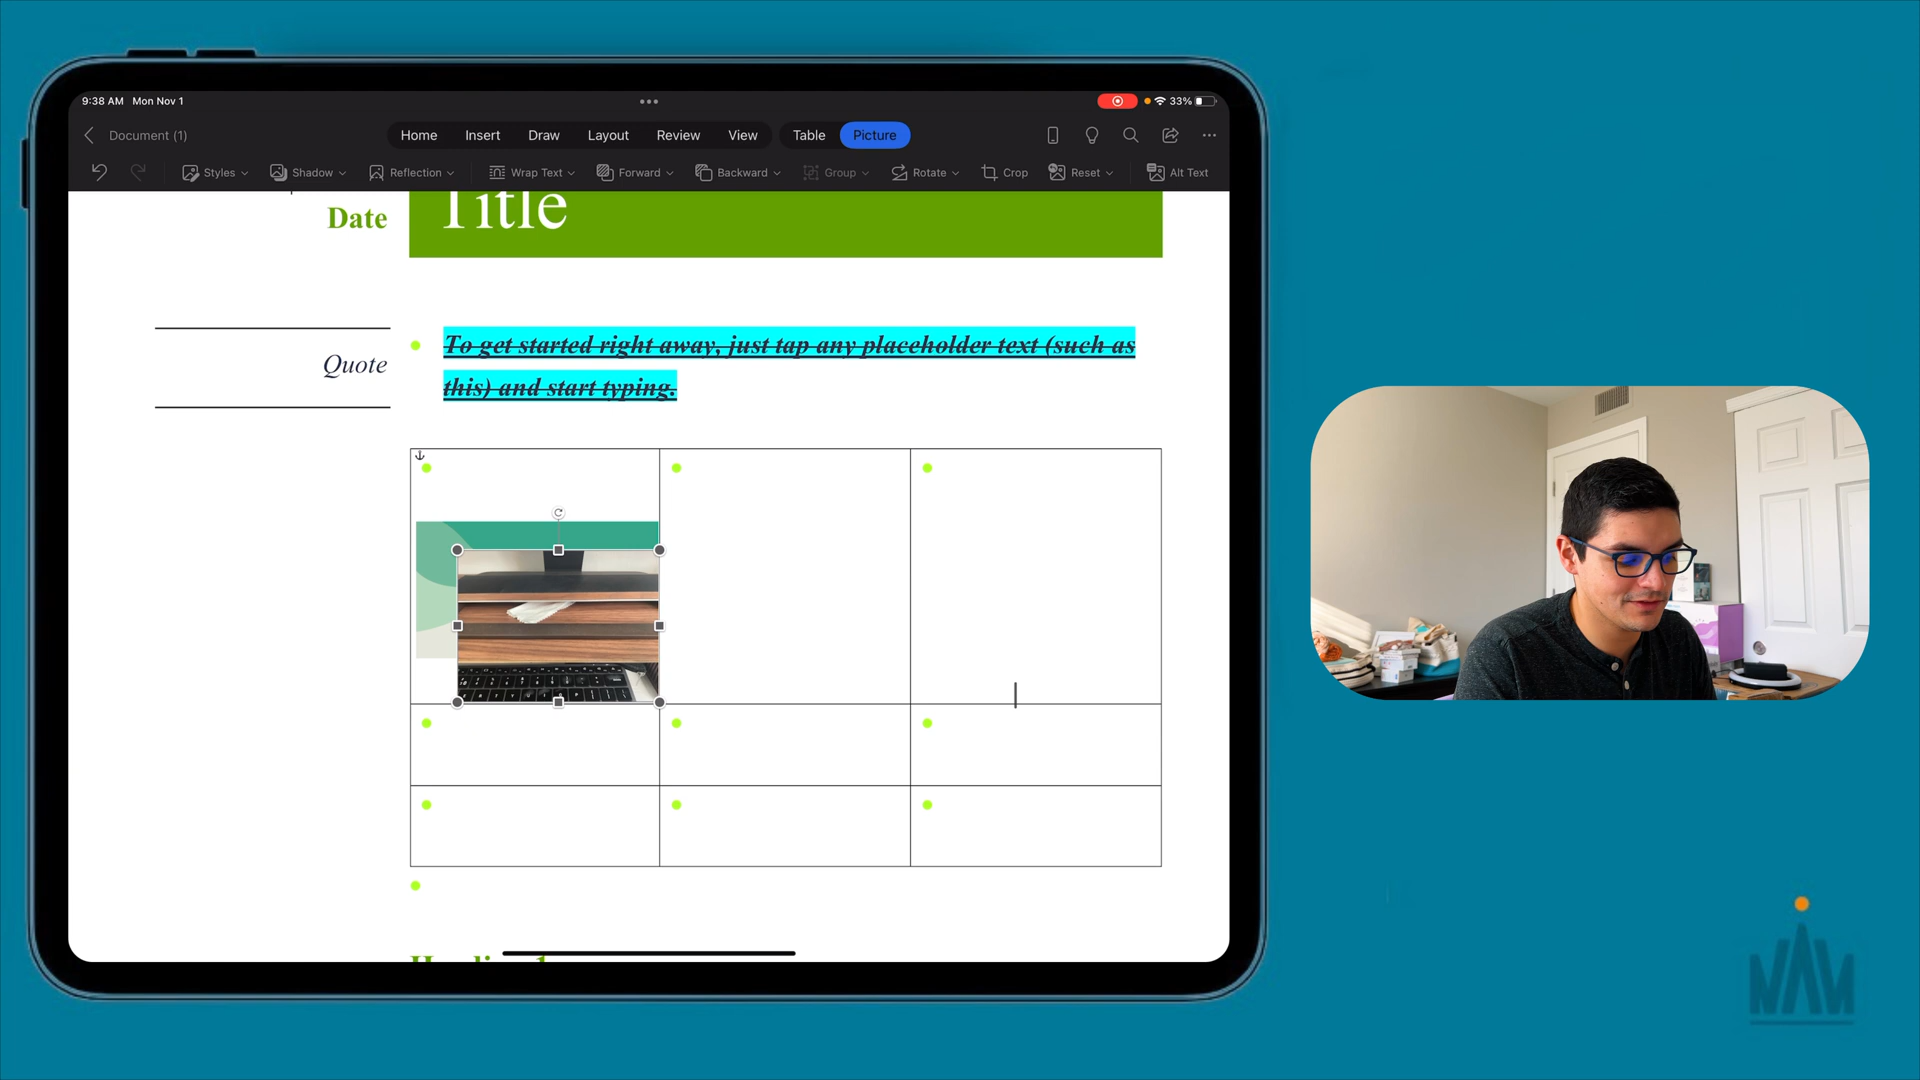 9:38 AM Mon Nov 1
33%
Document (1)
Home Insert Draw Layout Review View Table Picture
Styles Shadow Reflection Wrap Text Forward Backward Group Rotate Crop Reset Alt Text
Date
Title
Quote
To get started right away, just tap any placeholder text (such as
this) and start typing.